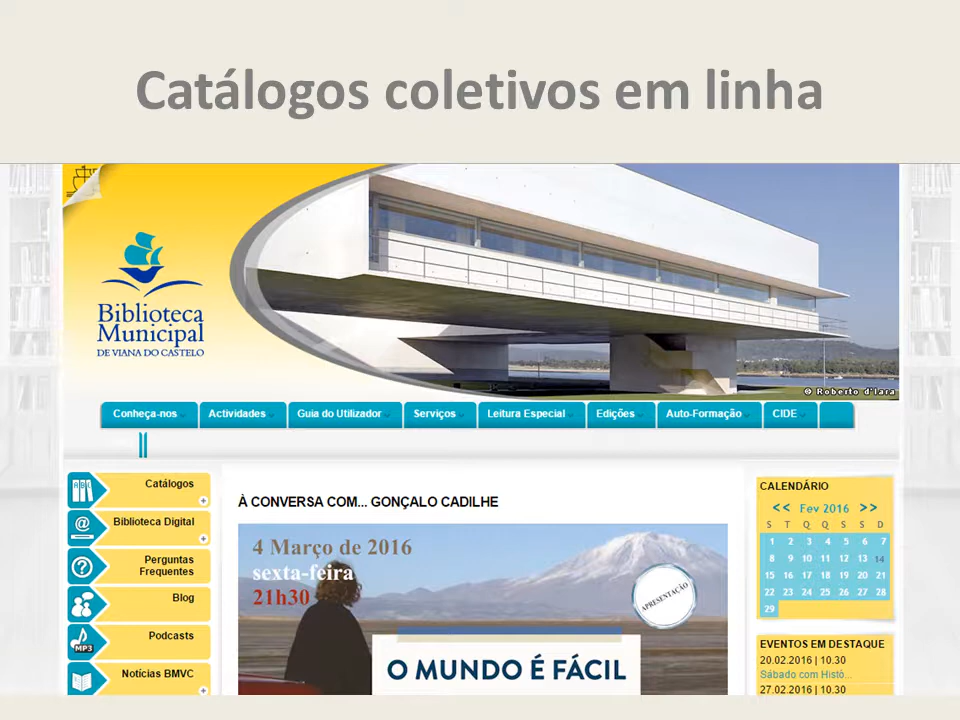 Catálogos coletivos em linha
Biblioteca
Municipal
DE VIANA DO CASTELO
© Roberto d'Iara
Conheça-nos
Actividades
Guia do Utilizador
Serviços
Leitura Especial
Edições
Auto-Formação
CIDE
Catálogos
Biblioteca Digital
Perguntas
Frequentes
Blog
MP3
Podcasts
Notícias BMVC
À CONVERSA COM... GONÇALO CADILHE
4 Março de 2016
sexta-feira
21h30
APRESENTAÇÃO
O MUNDO É FÁCIL
CALENDÁRIO
<< Fev 2016 >>
S T Q Q S S D
1 2 3 4 5 6 7
8 9 10 11 12 13 14
15 16 17 18 19 20 21
22 23 24 25 26 27 28
29
EVENTOS EM DESTAQUE
20.02.2016 | 10.30
Sábado com Histó...
27.02.2016 | 10.30